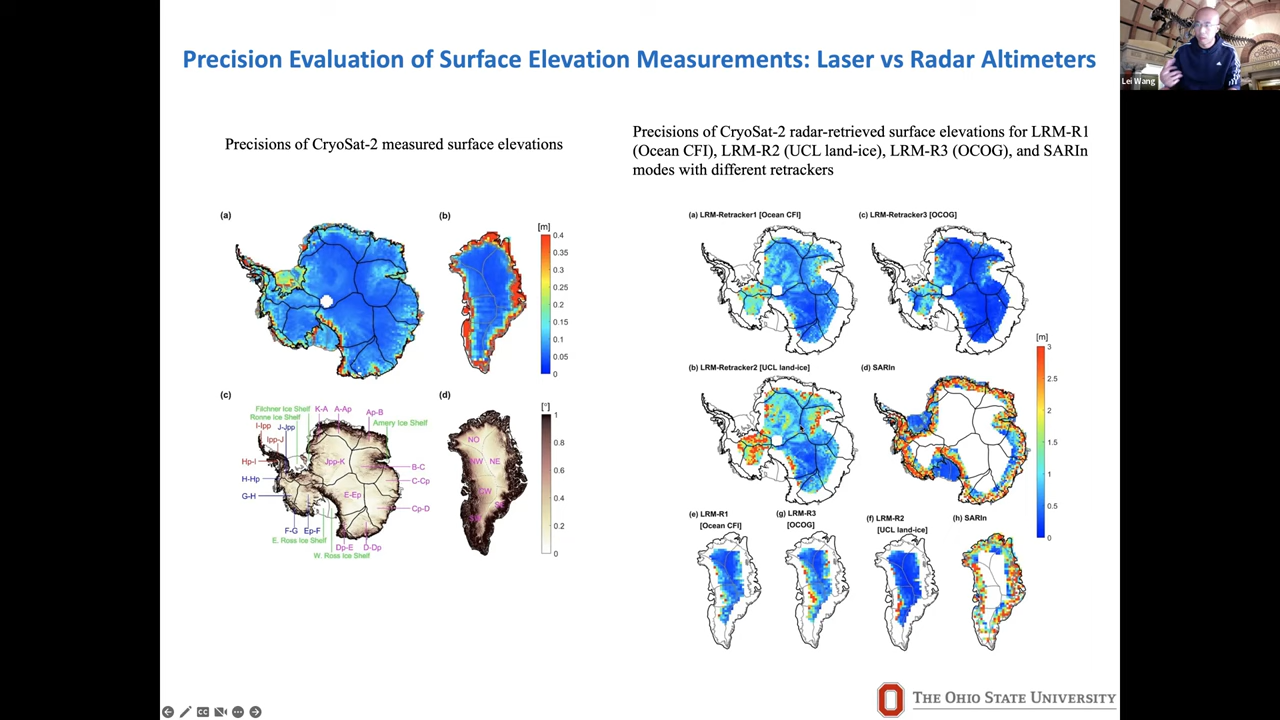 Precision Evaluation of Surface Elevation Measurements: Laser vs Radar Altimeters
Lei Wang
Precisions of CryoSat-2 measured surface elevations
Precisions of CryoSat-2 radar-retrieved surface elevations for LRM-R1
(Ocean CFI), LRM-R2 (UCL land-ice), LRM-R3 (OCOG), and SARIn
modes with different retrackers
(a)
(b)
[m]
0.4
0.35
0.3
0.25
0.2
0.15
0.1
0.05
0
(c)
Filchner Ice Shelf
Ronne Ice Shelf
K-A
A-Ap
Ap-B
Amery Ice Shelf
I-Ipp
J-Jpp
Ipp-J
Hp-I
Jpp-K
B-C
H-Hp
C-Cp
G-H
E-Ep
Cp-D
F-G
Ep-F
E. Ross Ice Shelf
Dp-E
D-Dp
W. Ross Ice Shelf
(d)
NO
NW
NE
CW
[°]
1
0.8
0.6
0.4
0.2
0
(a) LRM-Retracker1 [Ocean CFI]
(c) LRM-Retracker3 [OCOG]
(b) LRM-Retracker2 [UCL land-ice]
(d) SARIn
[m]
3
2.5
2
1.5
1
0.5
0
(e) LRM-R1
[Ocean CFI]
(g) LRM-R3
[OCOG]
(f) LRM-R2
[UCL land-ice]
(h) SARIn
THE OHIO STATE UNIVERSITY